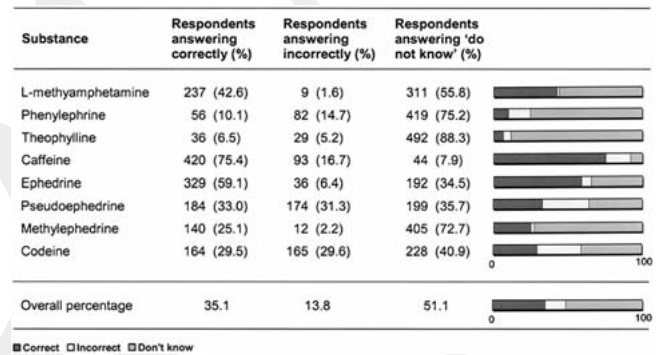 Substance Respondents answering correctly (%) Respondents answering incorrectly (%) Respondents answering ‘do not know’ (%)
L-methyamphetamine 237 (42.6) 9 (1.6) 311 (55.8)
Phenylephrine 56 (10.1) 82 (14.7) 419 (75.2)
Theophylline 36 (6.5) 29 (5.2) 492 (88.3)
Caffeine 420 (75.4) 93 (16.7) 44 (7.9)
Ephedrine 329 (59.1) 36 (6.4) 192 (34.5)
Pseudoephedrine 184 (33.0) 174 (31.3) 199 (35.7)
Methylephedrine 140 (25.1) 12 (2.2) 405 (72.7)
Codeine 164 (29.5) 165 (29.6) 228 (40.9)
0 100
Overall percentage 35.1 13.8 51.1
0 100
Correct Incorrect Don't know